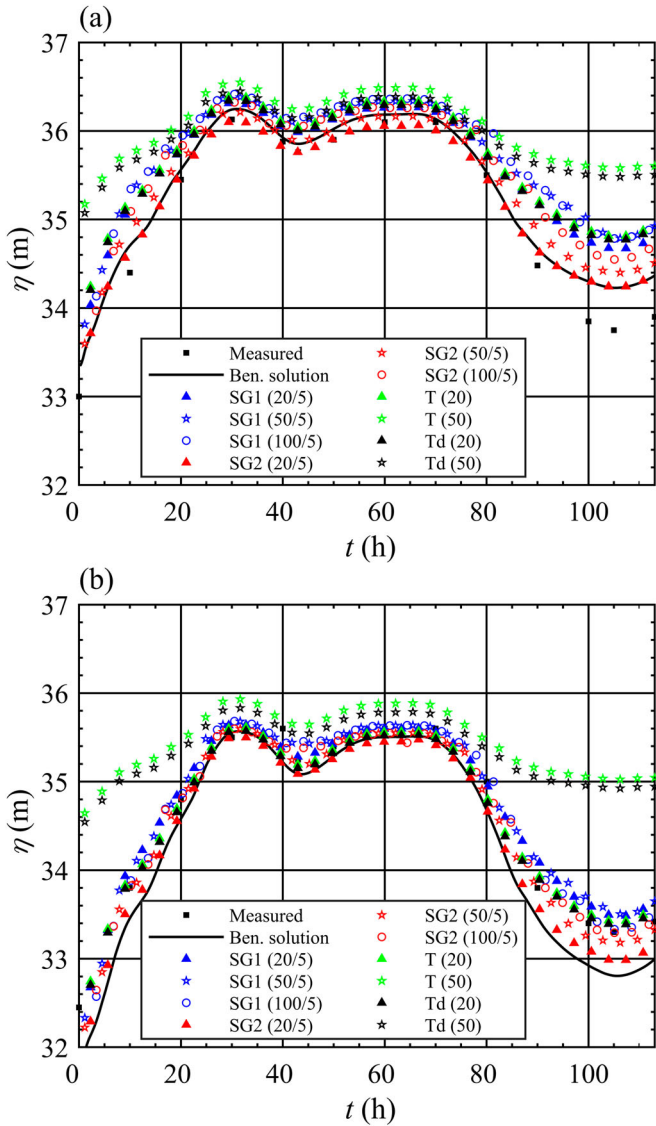 (a)
37
36
35
34
33
32
η (m)
Measured
Ben. solution
SG1 (20/5)
SG1 (50/5)
SG1 (100/5)
SG2 (20/5)
SG2 (50/5)
SG2 (100/5)
T (20)
T (50)
Td (20)
Td (50)
0 20 40 60 80 100
t (h)
(b)
37
36
35
34
33
32
η (m)
Measured
Ben. solution
SG1 (20/5)
SG1 (50/5)
SG1 (100/5)
SG2 (20/5)
SG2 (50/5)
SG2 (100/5)
T (20)
T (50)
Td (20)
Td (50)
0 20 40 60 80 100
t (h)